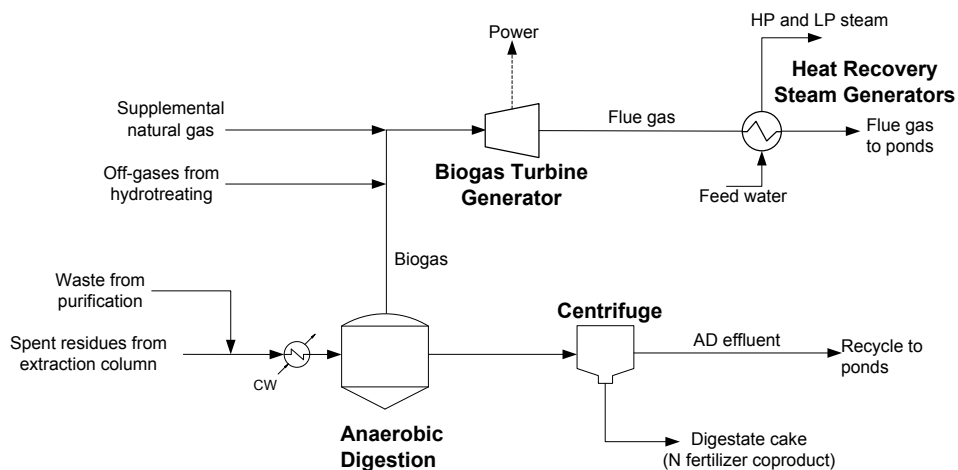 HP and LP steam
Power
Heat Recovery
Steam Generators
Supplemental
natural gas
Flue gas
Flue gas
to ponds
Biogas Turbine
Generator
Off-gases from
hydrotreating
Feed water
Biogas
Waste from
purification
Centrifuge
Spent residues from
extraction column
AD effluent
Recycle to
ponds
CW
Anaerobic
Digestion
Digestate cake
(N fertilizer coproduct)